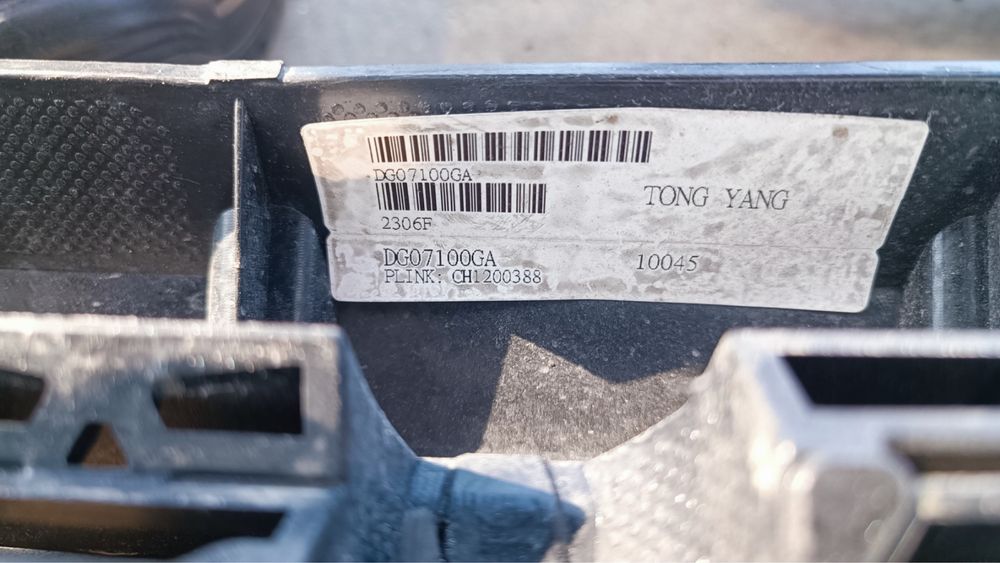 DG07100GA
2306F
TONG YANG
DG07100GA
PLINK: CH1200388
10045